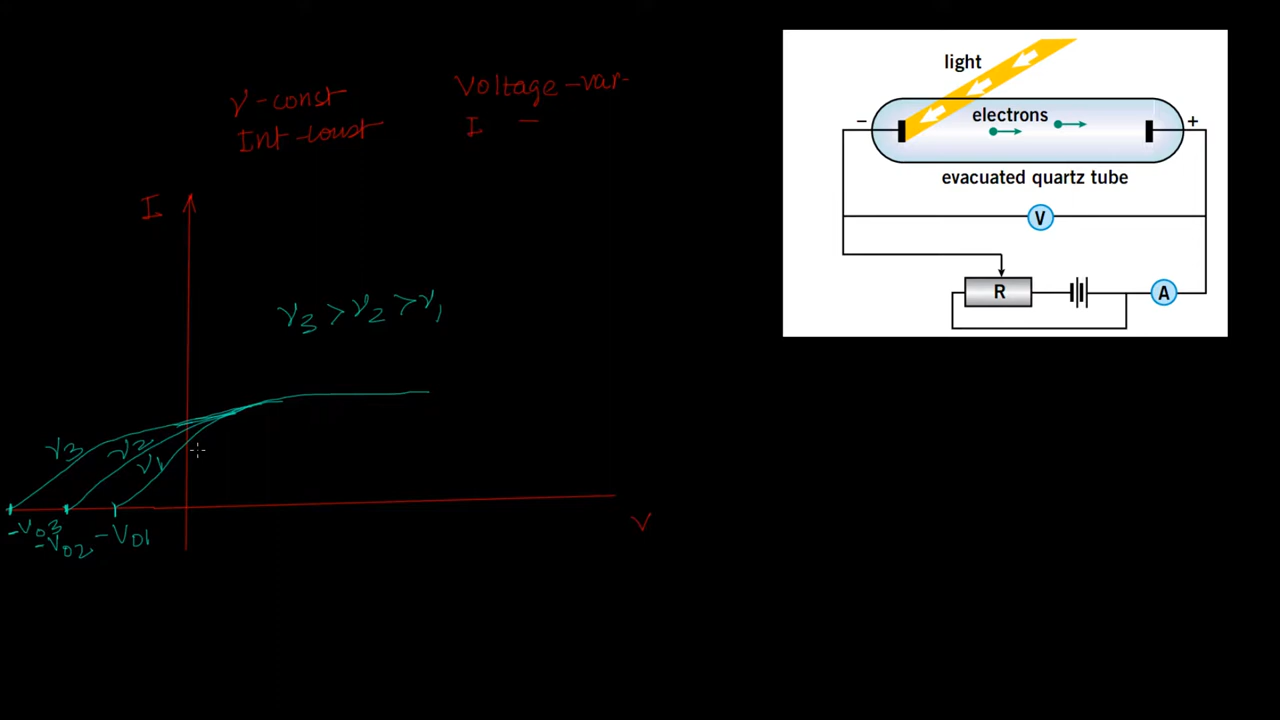 ν-const
Int-const
Voltage-var-
I -
I
ν3 > ν2 > ν1
ν3
ν2
ν1
-V03
-V02
-V01
V
light
−
electrons
+
evacuated quartz tube
V
R
A